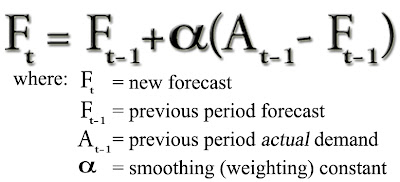 Fₜ = Fₜ₋₁+α(Aₜ₋₁- Fₜ₋₁)
where: Fₜ = new forecast
Fₜ₋₁ = previous period forecast
Aₜ₋₁= previous period actual demand
α = smoothing (weighting) constant